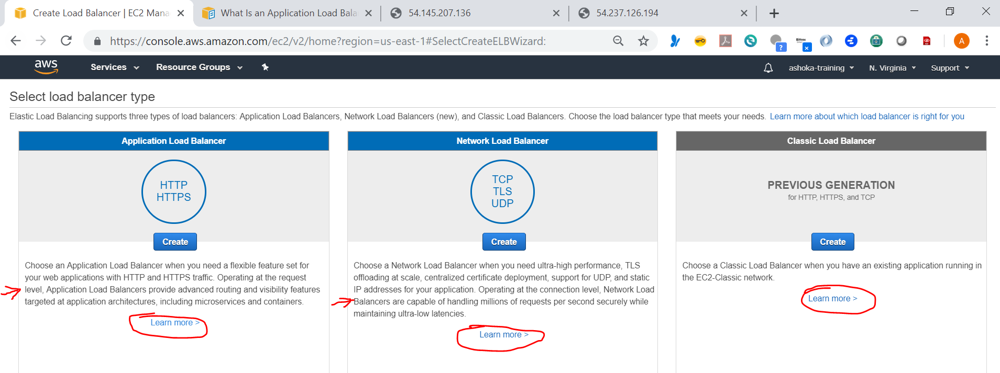 Create Load Balancer | EC2 Mana
What Is an Application Load Bala
54.145.207.136
54.237.126.194
https://console.aws.amazon.com/ec2/v2/home?region=us-east-1#SelectCreateELBWizard:
?
Bittrex
x
A
aws
Services
Resource Groups
ashoka-training
N. Virginia
Support
Select load balancer type
Elastic Load Balancing supports three types of load balancers: Application Load Balancers, Network Load Balancers (new), and Classic Load Balancers. Choose the load balancer type that meets your needs. Learn more about which load balancer is right for you
Application Load Balancer
HTTP
HTTPS
Create
Choose an Application Load Balancer when you need a flexible feature set for
your web applications with HTTP and HTTPS traffic. Operating at the request
level, Application Load Balancers provide advanced routing and visibility features
targeted at application architectures, including microservices and containers.
Learn more >
Network Load Balancer
TCP
TLS
UDP
Create
Choose a Network Load Balancer when you need ultra-high performance, TLS
offloading at scale, centralized certificate deployment, support for UDP, and static
IP addresses for your application. Operating at the connection level, Network Load
Balancers are capable of handling millions of requests per second securely while
maintaining ultra-low latencies.
Learn more >
Classic Load Balancer
PREVIOUS GENERATION
for HTTP, HTTPS, and TCP
Create
Choose a Classic Load Balancer when you have an existing application running in
the EC2-Classic network.
Learn more >